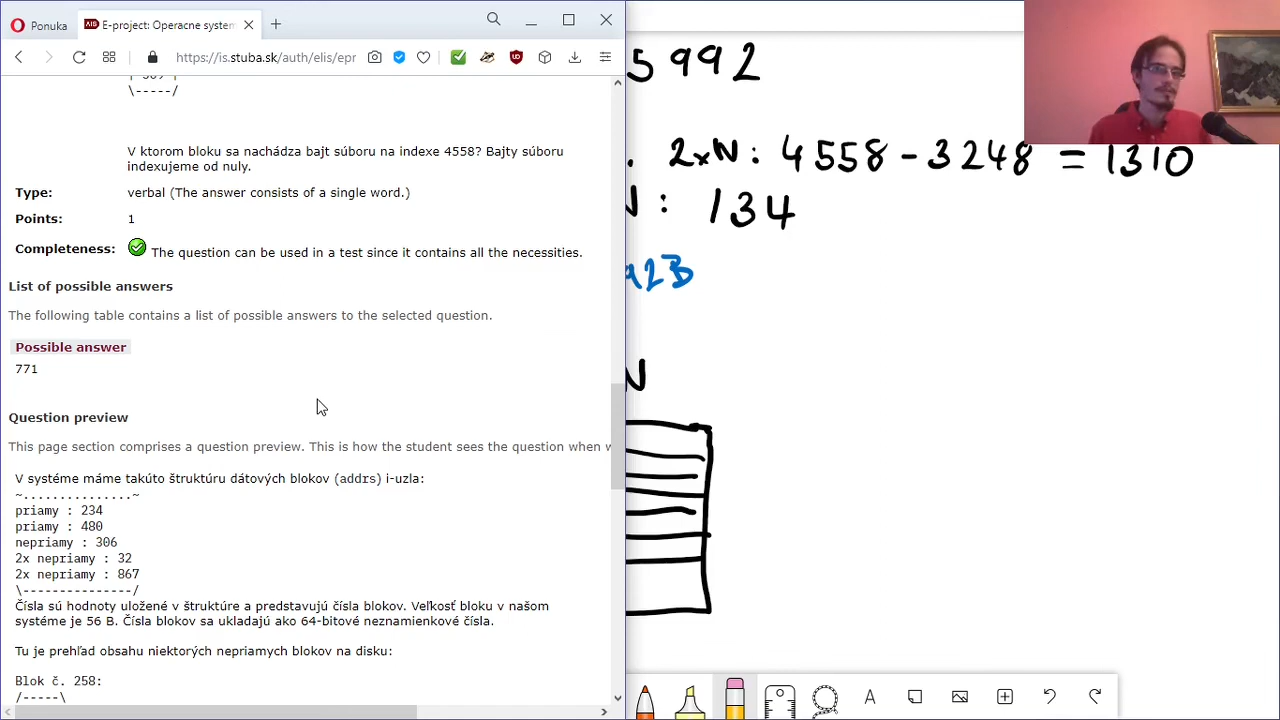 Ponuka
E-project: Operacne system
https://is.stuba.sk/auth/elis/epr
\-----/
V ktorom bloku sa nachádza bajt súboru na indexe 4558? Bajty súboru
indexujeme od nuly.
Type: verbal (The answer consists of a single word.)
Points: 1
Completeness: The question can be used in a test since it contains all the necessities.
List of possible answers
The following table contains a list of possible answers to the selected question.
Possible answer
771
Question preview
This page section comprises a question preview. This is how the student sees the question when w
V systéme máme takúto štruktúru dátových blokov (addrs) i-uzla:
~...............~
priamy : 234
priamy : 480
nepriamy : 306
2x nepriamy : 32
2x nepriamy : 867
\---------------/
Čísla sú hodnoty uložené v štruktúre a predstavujú čísla blokov. Veľkosť bloku v našom
systéme je 56 B. Čísla blokov sa ukladajú ako 64-bitové neznamienkové čísla.
Tu je prehľad obsahu niektorých nepriamych blokov na disku:
Blok č. 258:
/-----\
5992
. 2xN: 4558 - 3248 = 1310
N : 134
92B
N
A